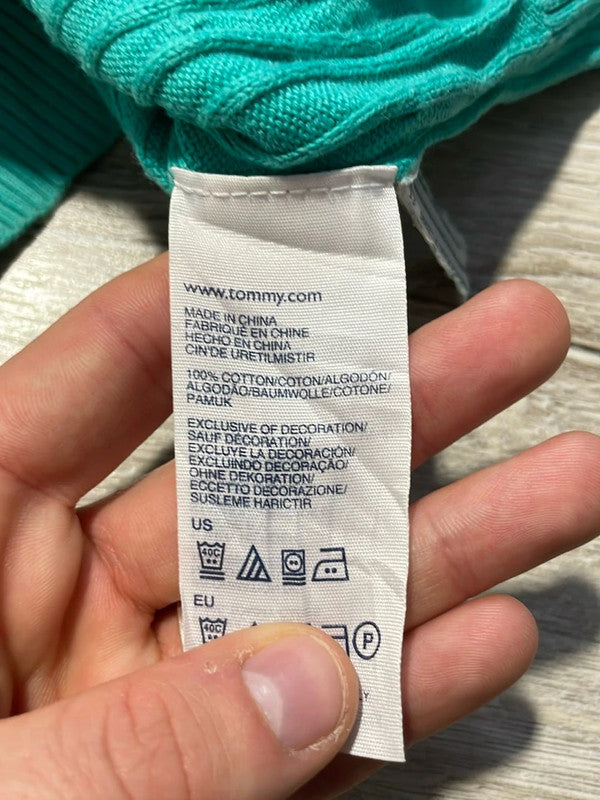 www.tommy.com
MADE IN CHINA
FABRIQUÉ EN CHINE
HECHO EN CHINA
CIN'DE URETILMISTIR
100% COTTON/COTON/ALGODÓN/
ALGODÃO/BAUMWOLLE/COTONE/
PAMUK
EXCLUSIVE OF DECORATION/
SAUF DÉCORATION/
EXCLUYE LA DECORACIÓN/
EXCLUINDO DECORAÇÃO/
OHNE DEKORATION/
ECCETTO DECORAZIONE/
SUSLEME HARICTIR
US
40C
EU
40C P